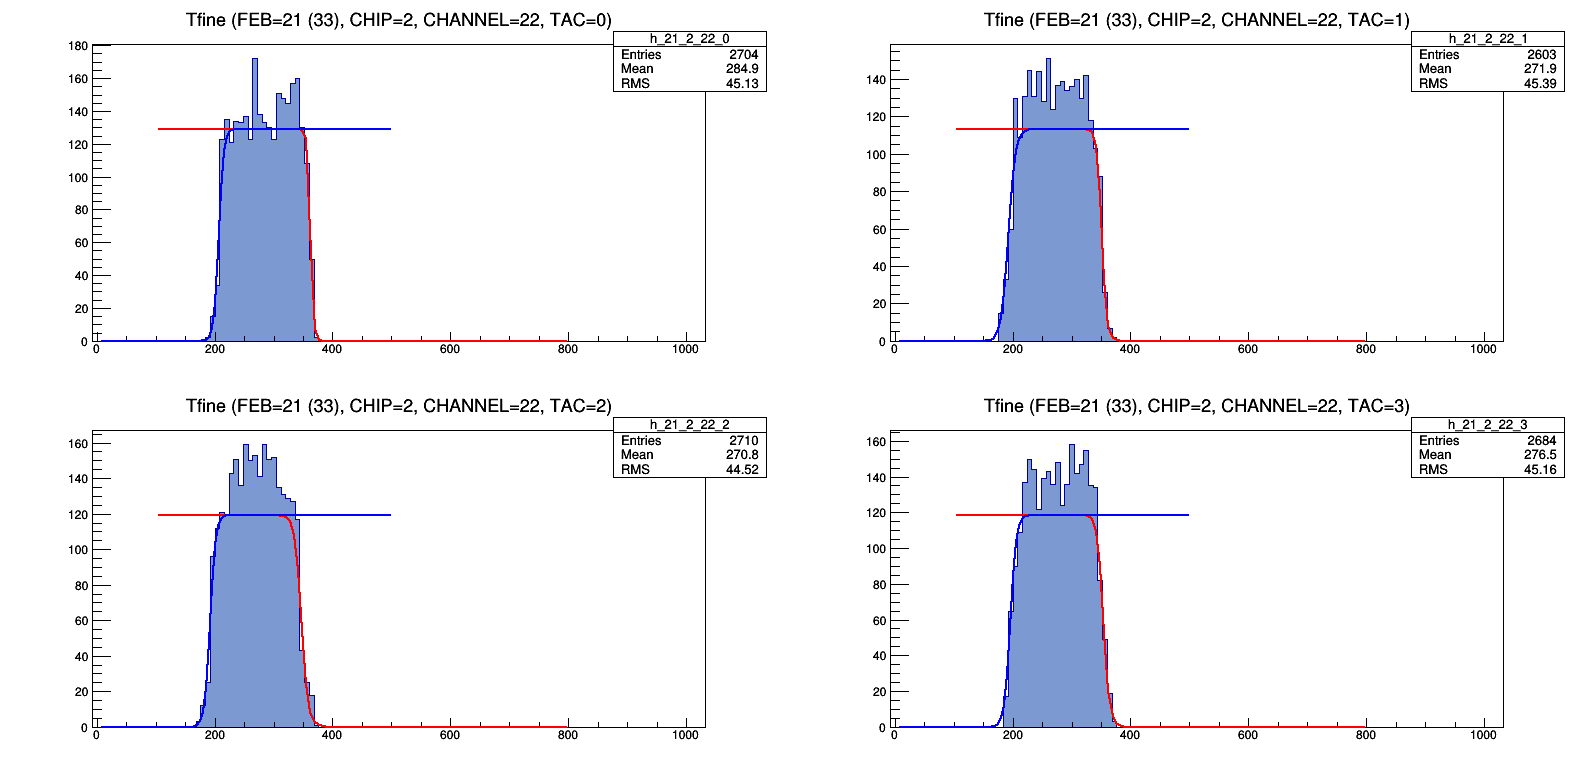 Tfine (FEB=21 (33), CHIP=2, CHANNEL=22, TAC=0)
h_21_2_22_0
Entries 2704
Mean 284.9
RMS 45.13
180
160
140
120
100
80
60
40
20
0
0 200 400 600 800 1000
Tfine (FEB=21 (33), CHIP=2, CHANNEL=22, TAC=1)
h_21_2_22_1
Entries 2603
Mean 271.9
RMS 45.39
140
120
100
80
60
40
20
0
0 200 400 600 800 1000
Tfine (FEB=21 (33), CHIP=2, CHANNEL=22, TAC=2)
h_21_2_22_2
Entries 2710
Mean 270.8
RMS 44.52
160
140
120
100
80
60
40
20
0
0 200 400 600 800 1000
Tfine (FEB=21 (33), CHIP=2, CHANNEL=22, TAC=3)
h_21_2_22_3
Entries 2684
Mean 276.5
RMS 45.16
160
140
120
100
80
60
40
20
0
0 200 400 600 800 1000